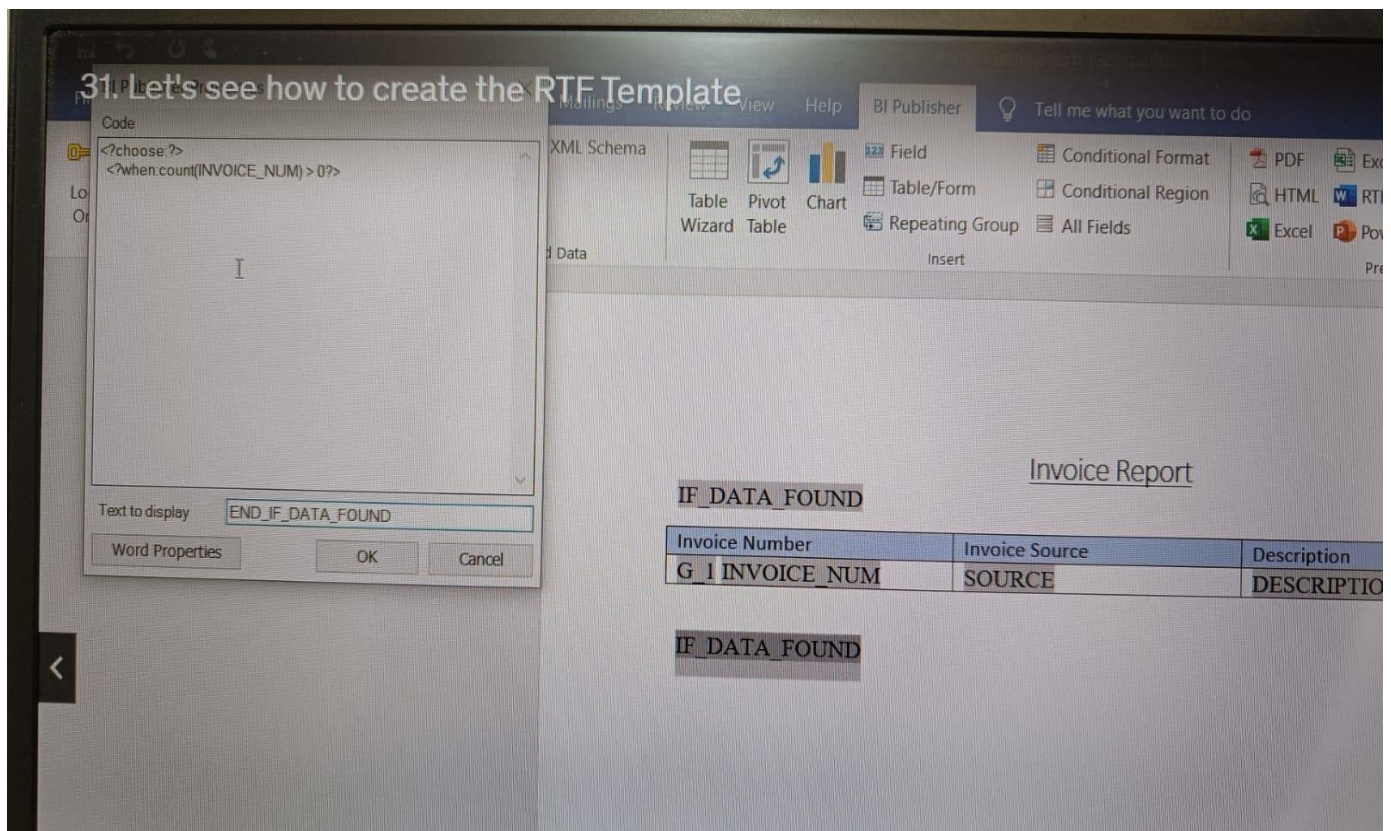 31. Let's see how to create the RTF Template
View
Help
BI Publisher
Tell me what you want to do
Code
<?choose:?>
<?when:count(INVOICE_NUM) > 0?>
XML Schema
Table Wizard
Pivot Table
Chart
Field
Table/Form
Repeating Group
Conditional Format
Conditional Region
All Fields
Insert
PDF
HTML
Excel
Invoice Report
IF_DATA_FOUND
Invoice Number Invoice Source Description
G_1 INVOICE_NUM SOURCE DESCRIPTIO
IF_DATA_FOUND
Text to display END_IF_DATA_FOUND
Word Properties OK Cancel